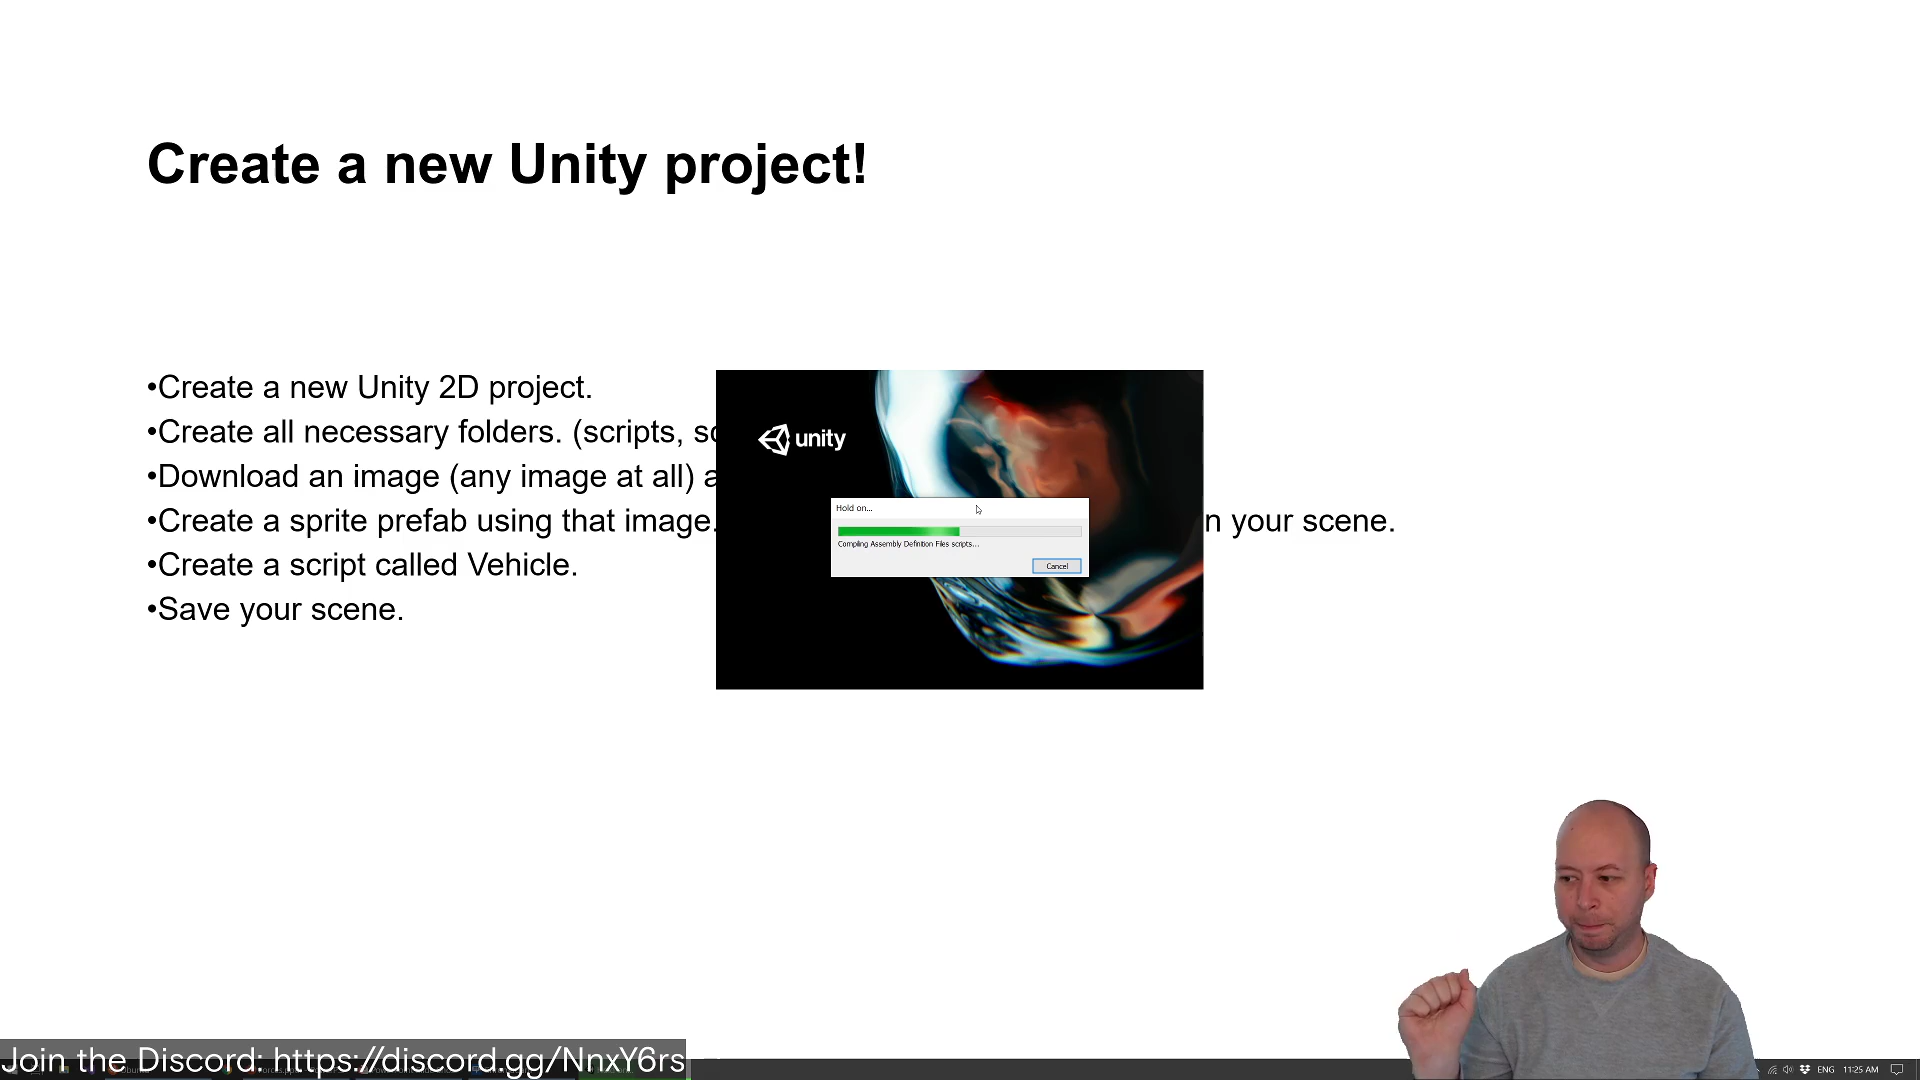 Create a new Unity project!
•Create a new Unity 2D project.
•Create all necessary folders. (scripts,
•Download an image (any image at all)
•Create a sprite prefab using that image. n your scene.
•Create a script called Vehicle.
•Save your scene.
unity
Hold on...
Compiling Assembly Definition Files scripts...
Cancel
Join the Discord: https://discord.gg/NnxY6rs
ENG 11:25 AM